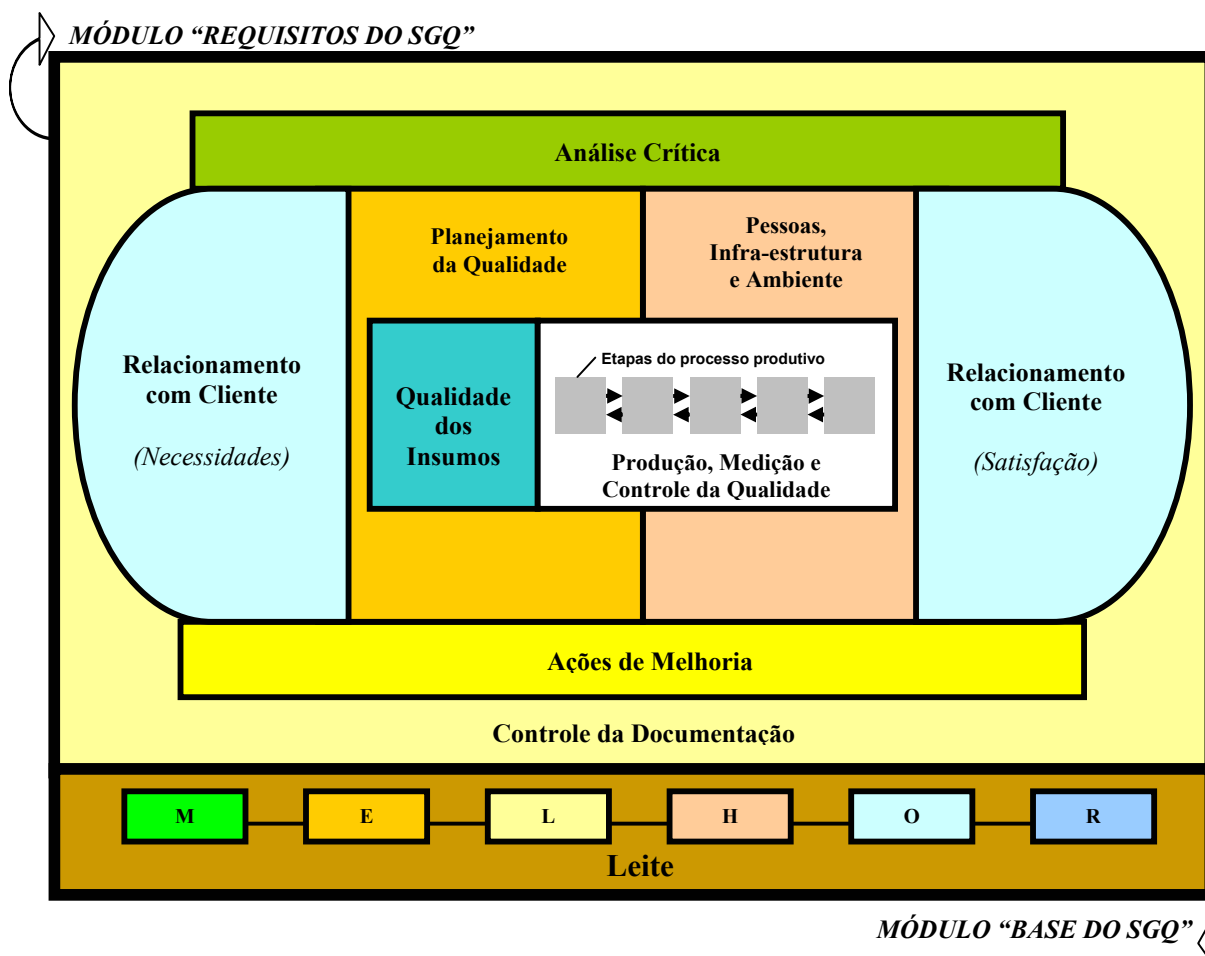 MÓDULO “REQUISITOS DO SGQ”
Análise Crítica
Planejamento
da Qualidade
Pessoas,
Infra-estrutura
e Ambiente
Relacionamento
com Cliente
(Necessidades)
Qualidade
dos
Insumos
Etapas do processo produtivo
Produção, Medição e
Controle da Qualidade
Relacionamento
com Cliente
(Satisfação)
Ações de Melhoria
Controle da Documentação
M E L H O R
Leite
MÓDULO “BASE DO SGQ”